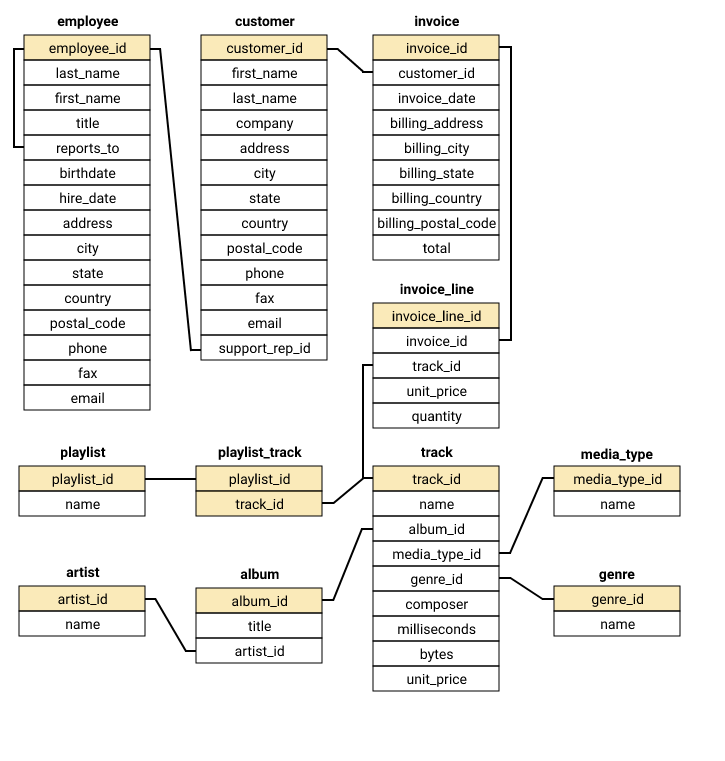 employee
employee_id
last_name
first_name
title
reports_to
birthdate
hire_date
address
city
state
country
postal_code
phone
fax
email
customer
customer_id
first_name
last_name
company
address
city
state
country
postal_code
phone
fax
email
support_rep_id
invoice
invoice_id
customer_id
invoice_date
billing_address
billing_city
billing_state
billing_country
billing_postal_code
total
invoice_line
invoice_line_id
invoice_id
track_id
unit_price
quantity
playlist
playlist_id
name
playlist_track
playlist_id
track_id
track
track_id
name
album_id
media_type_id
genre_id
composer
milliseconds
bytes
unit_price
media_type
media_type_id
name
artist
artist_id
name
album
album_id
title
artist_id
genre
genre_id
name